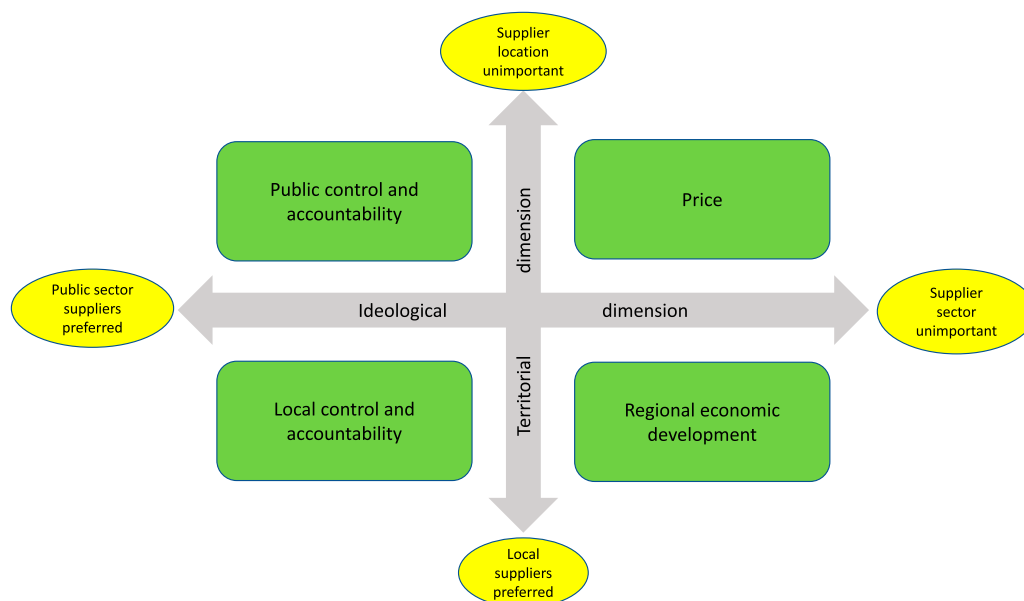 Supplier
location
unimportant
Public control and
accountability
Price
dimension
Public sector
suppliers
preferred
Ideological
dimension
Supplier
sector
unimportant
Territorial
Local control and
accountability
Regional economic
development
Local
suppliers
preferred